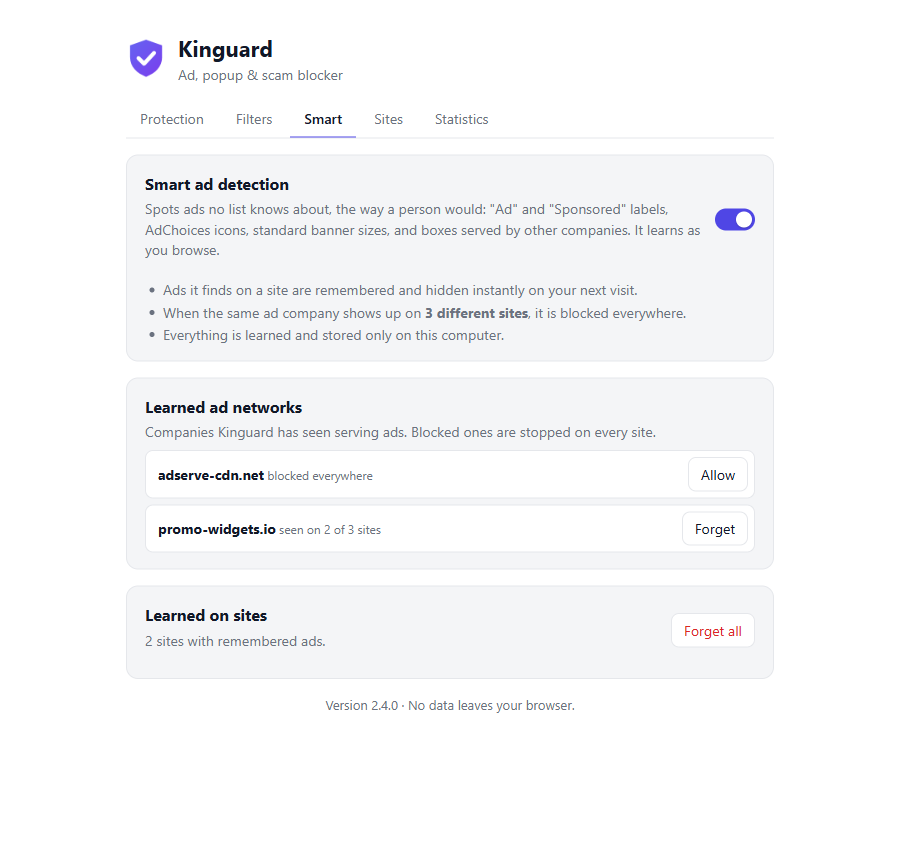 Kinguard
Ad, popup & scam blocker
Protection Filters Smart Sites Statistics
Smart ad detection
Spots ads no list knows about, the way a person would: "Ad" and "Sponsored" labels,
AdChoices icons, standard banner sizes, and boxes served by other companies. It learns as
you browse.
• Ads it finds on a site are remembered and hidden instantly on your next visit.
• When the same ad company shows up on 3 different sites, it is blocked everywhere.
• Everything is learned and stored only on this computer.
Learned ad networks
Companies Kinguard has seen serving ads. Blocked ones are stopped on every site.
adserve-cdn.net blocked everywhere Allow
promo-widgets.io seen on 2 of 3 sites Forget
Learned on sites
2 sites with remembered ads.
Forget all
Version 2.4.0 · No data leaves your browser.